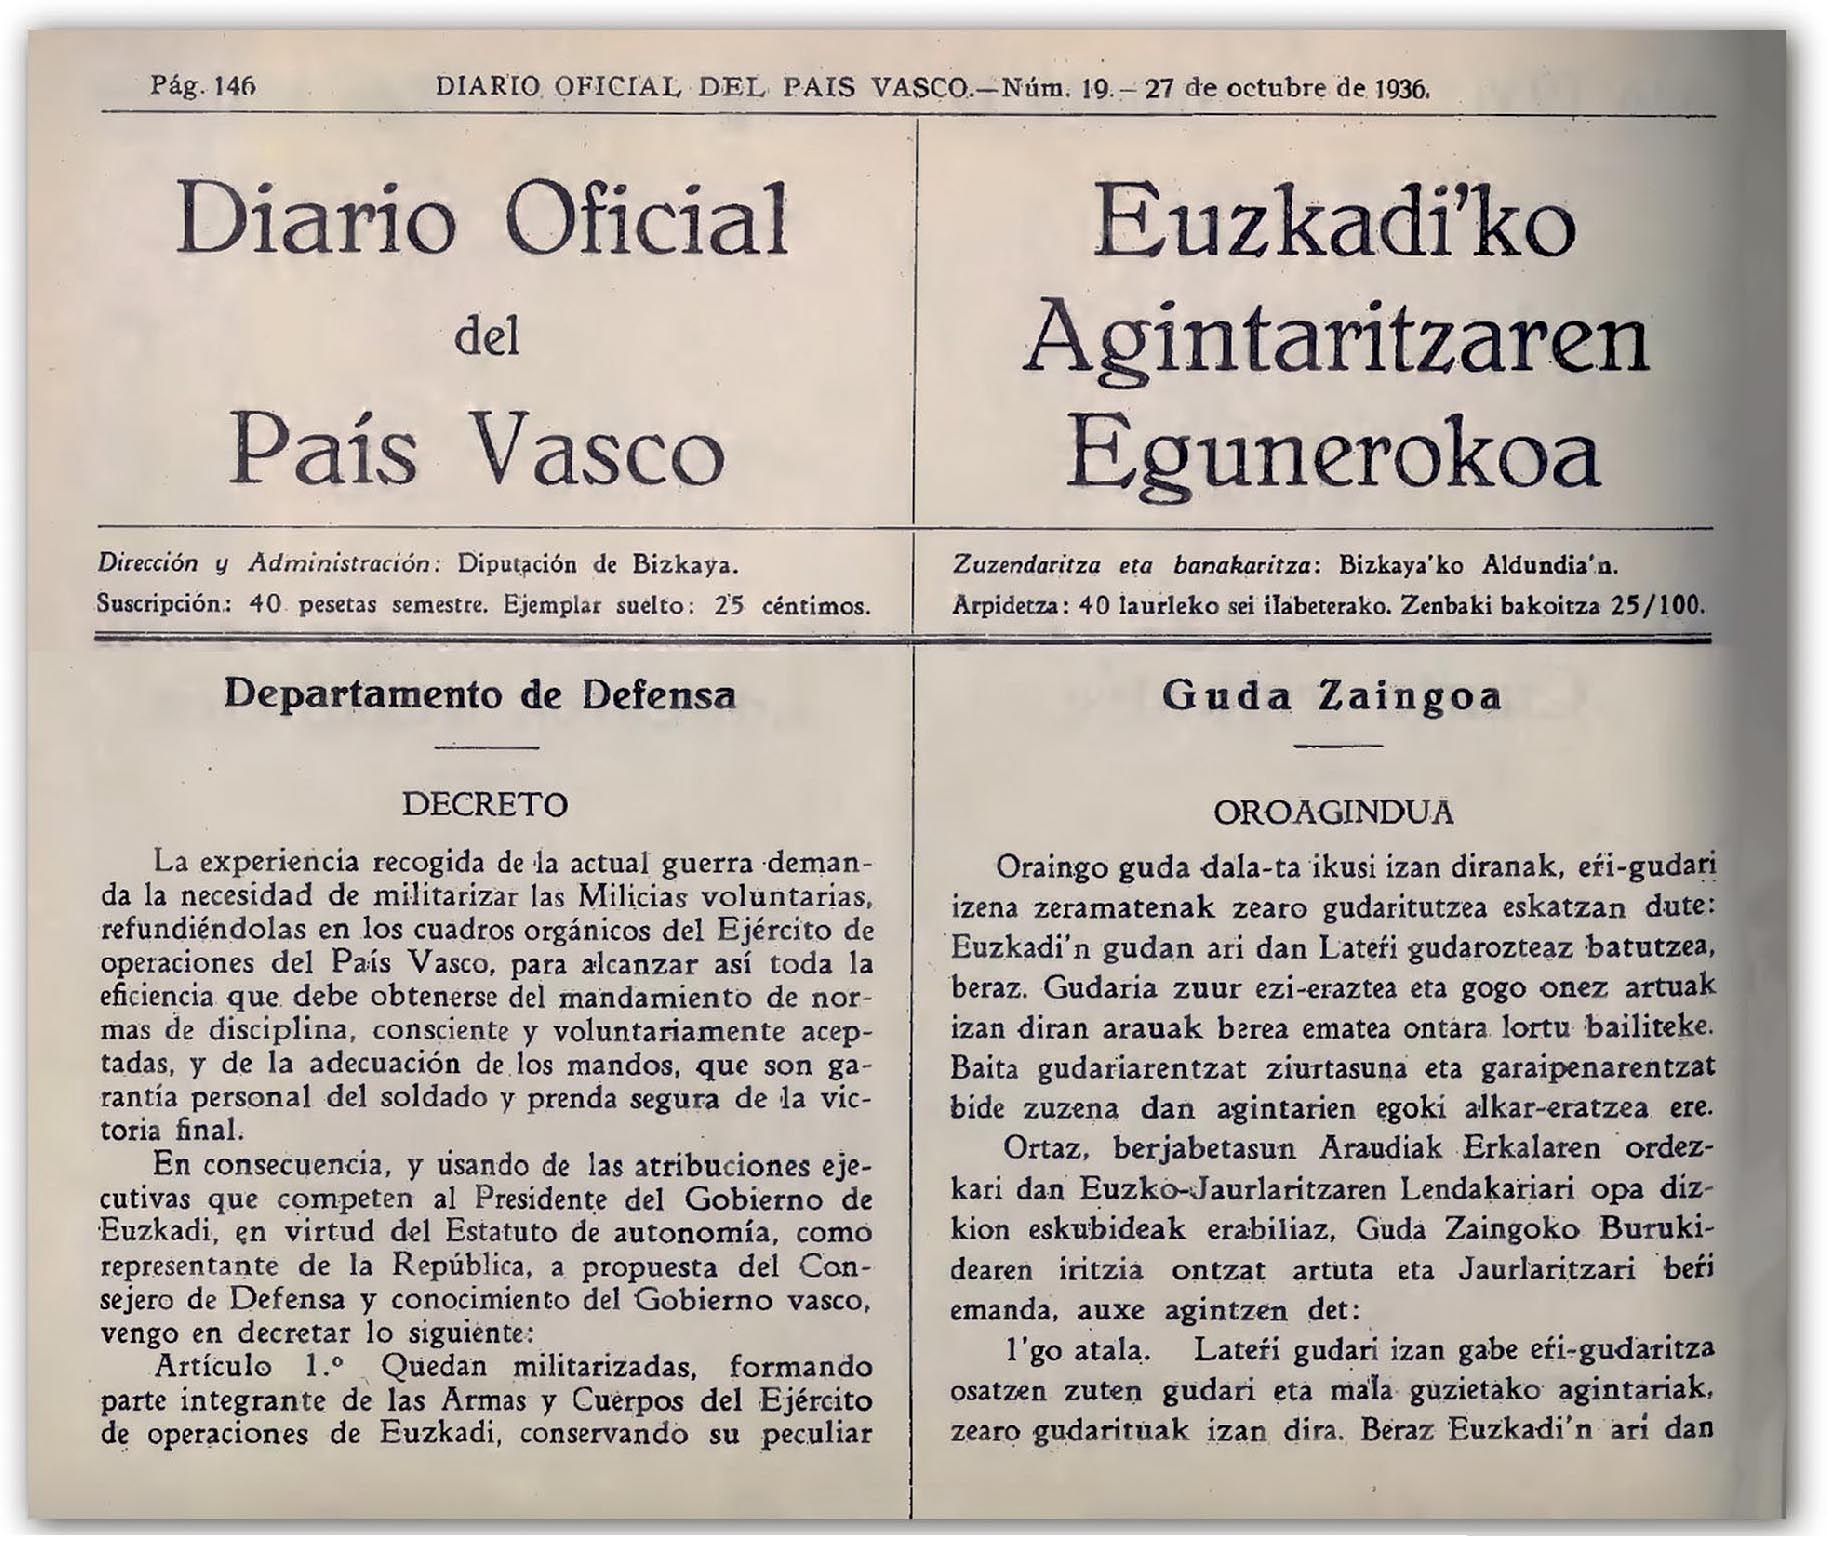 Pág. 146 DIARIO OFICIAL DEL PAIS VASCO.—Núm. 19.—27 de octubre de 1936.
Diario Oficial
del
País Vasco
Dirección y Administración: Diputación de Bizkaya.
Suscripción: 40 pesetas semestre. Ejemplar suelto: 25 céntimos.
Departamento de Defensa
DECRETO
La experiencia recogida de la actual guerra deman-
da la necesidad de militarizar las Milicias voluntarias,
refundiéndolas en los cuadros orgánicos del Ejército de
operaciones del País Vasco, para alcanzar así toda la
eficiencia que debe obtenerse del mandamiento de nor-
mas de disciplina, consciente y voluntariamente acep-
tadas, y de la adecuación de los mandos, que son ga-
rantía personal del soldado y prenda segura de la vic-
toria final.
En consecuencia, y usando de las atribuciones eje-
cutivas que competen al Presidente del Gobierno de
Euzkadi, en virtud del Estatuto de autonomía, como
representante de la República, a propuesta del Con-
sejero de Defensa y conocimiento del Gobierno vasco,
vengo en decretar lo siguiente:
Artículo 1.º Quedan militarizadas, formando
parte integrante de las Armas y Cuerpos del Ejército
de operaciones de Euzkadi, conservando su peculiar
Euzkadi'ko
Agintaritzaren
Egunerokoa
Zuzendaritza eta banakaritza: Bizkaya'ko Aldundia'n.
Arpidetza: 40 laurleko sei ilabeterako. Zenbaki bakoitza 25/100.
Guda Zaingoa
OROAGINDUA
Oraingo guda dala-ta ikusi izan diranak, eŕi-gudari
izena zeramatenak zearo gudaritutzea eskatzan dute:
Euzkadi'n gudan ari dan Lateŕi gudarozteaz batutzea,
beraz. Gudaria zuur ezi-eraztea eta gogo onez artuak
izan diran arauak berea ematea ontara lortu bailiteke.
Baita gudariarentzat ziurtasuna eta garaipenarentzat
bide zuzena dan agintarien egoki alkar-eratzea ere.
Ortaz, berjabetasun Araudiak Erkalaren ordez-
kari dan Euzko-Jaurlaritzaren Lendakariari opa diz-
kion eskubideak erabiliaz, Guda Zaingoko Buruki-
dearen iritzia ontzat artuta eta Jaurlaritzari beŕi
emanda, auxe agintzen det:
1'go atala. Lateŕi gudari izan gabe eŕi-gudaritza
osatzen zuten gudari eta maila guzietako agintariak,
zearo gudarituak izan dira. Beraz Euzkadi'n ari dan